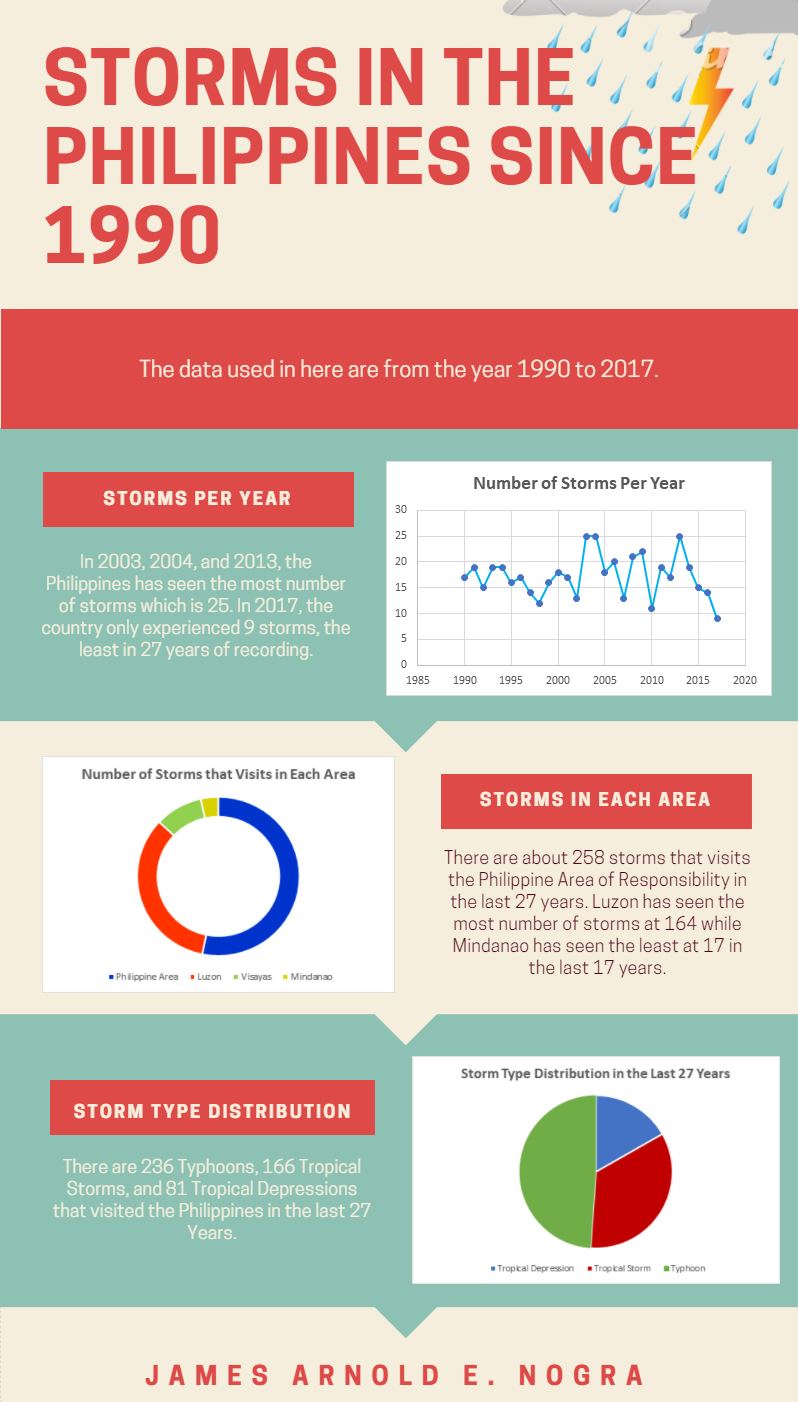 STORMS IN THE
PHILIPPINES SINCE
1990
The data used in here are from the year 1990 to 2017.
STORMS PER YEAR
In 2003, 2004, and 2013, the
Philippines has seen the most number
of storms which is 25. In 2017, the
country only experienced 9 storms, the
least in 27 years of recording.
Number of Storms Per Year
30
25
20
15
10
5
0
1985 1990 1995 2000 2005 2010 2015 2020
Number of Storms that Visits in Each Area
Philippine Area Luzon Visayas Mindanao
STORMS IN EACH AREA
There are about 258 storms that visits
the Philippine Area of Responsibility in
the last 27 years. Luzon has seen the
most number of storms at 164 while
Mindanao has seen the least at 17 in
the last 17 years.
STORM TYPE DISTRIBUTION
There are 236 Typhoons, 166 Tropical
Storms, and 81 Tropical Depressions
that visited the Philippines in the last 27
Years.
Storm Type Distribution in the Last 27 Years
Tropical Depression Tropical Storm Typhoon
JAMES ARNOLD E. NOGRA